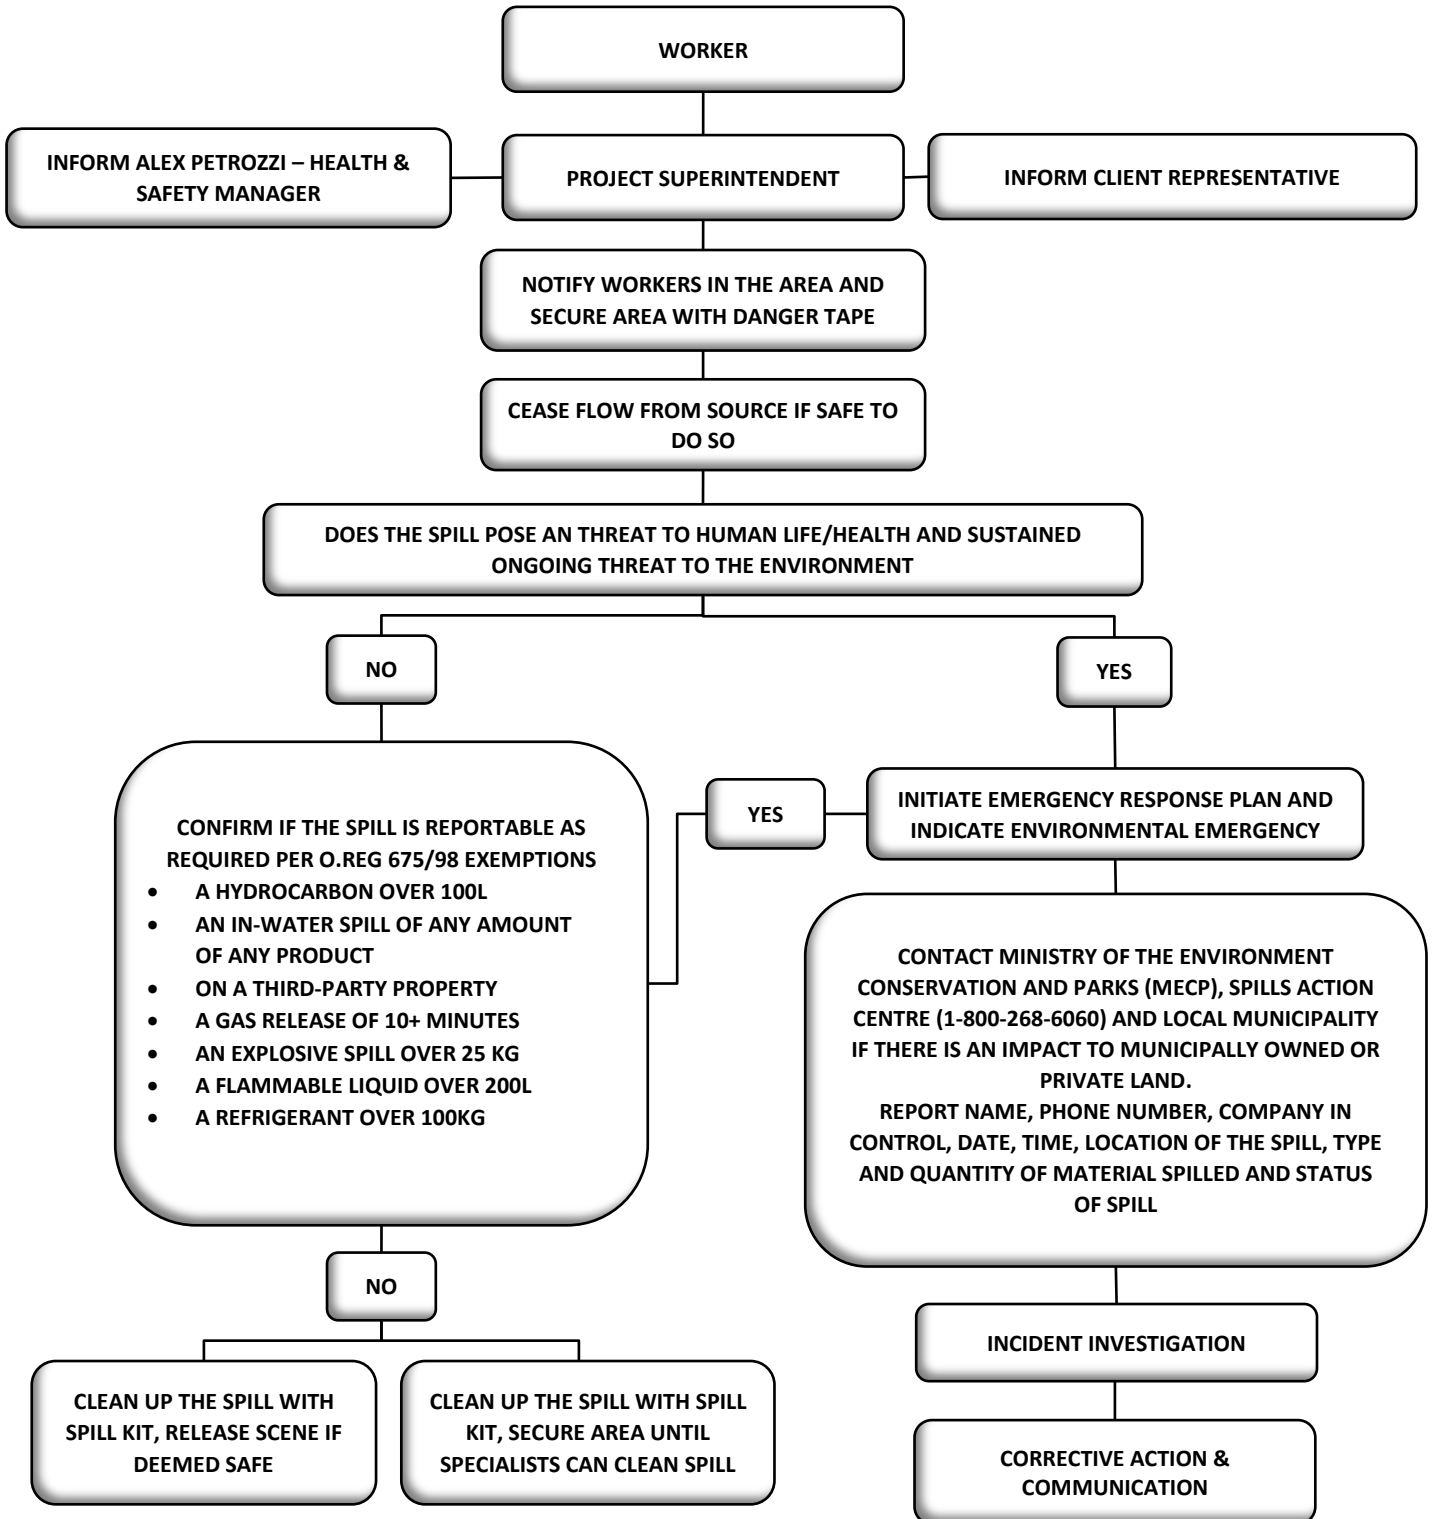 WORKER
INFORM ALEX PETROZZI – HEALTH &
SAFETY MANAGER
PROJECT SUPERINTENDENT
INFORM CLIENT REPRESENTATIVE
NOTIFY WORKERS IN THE AREA AND
SECURE AREA WITH DANGER TAPE
CEASE FLOW FROM SOURCE IF SAFE TO
DO SO
DOES THE SPILL POSE AN THREAT TO HUMAN LIFE/HEALTH AND SUSTAINED
ONGOING THREAT TO THE ENVIRONMENT
NO
YES
CONFIRM IF THE SPILL IS REPORTABLE AS
REQUIRED PER O.REG 675/98 EXEMPTIONS
• A HYDROCARBON OVER 100L
• AN IN-WATER SPILL OF ANY AMOUNT
OF ANY PRODUCT
• ON A THIRD-PARTY PROPERTY
• A GAS RELEASE OF 10+ MINUTES
• AN EXPLOSIVE SPILL OVER 25 KG
• A FLAMMABLE LIQUID OVER 200L
• A REFRIGERANT OVER 100KG
YES
INITIATE EMERGENCY RESPONSE PLAN AND
INDICATE ENVIRONMENTAL EMERGENCY
CONTACT MINISTRY OF THE ENVIRONMENT
CONSERVATION AND PARKS (MECP), SPILLS ACTION
CENTRE (1-800-268-6060) AND LOCAL MUNICIPALITY
IF THERE IS AN IMPACT TO MUNICIPALLY OWNED OR
PRIVATE LAND.
REPORT NAME, PHONE NUMBER, COMPANY IN
CONTROL, DATE, TIME, LOCATION OF THE SPILL, TYPE
AND QUANTITY OF MATERIAL SPILLED AND STATUS
OF SPILL
NO
CLEAN UP THE SPILL WITH
SPILL KIT, RELEASE SCENE IF
DEEMED SAFE
CLEAN UP THE SPILL WITH SPILL
KIT, SECURE AREA UNTIL
SPECIALISTS CAN CLEAN SPILL
INCIDENT INVESTIGATION
CORRECTIVE ACTION &
COMMUNICATION